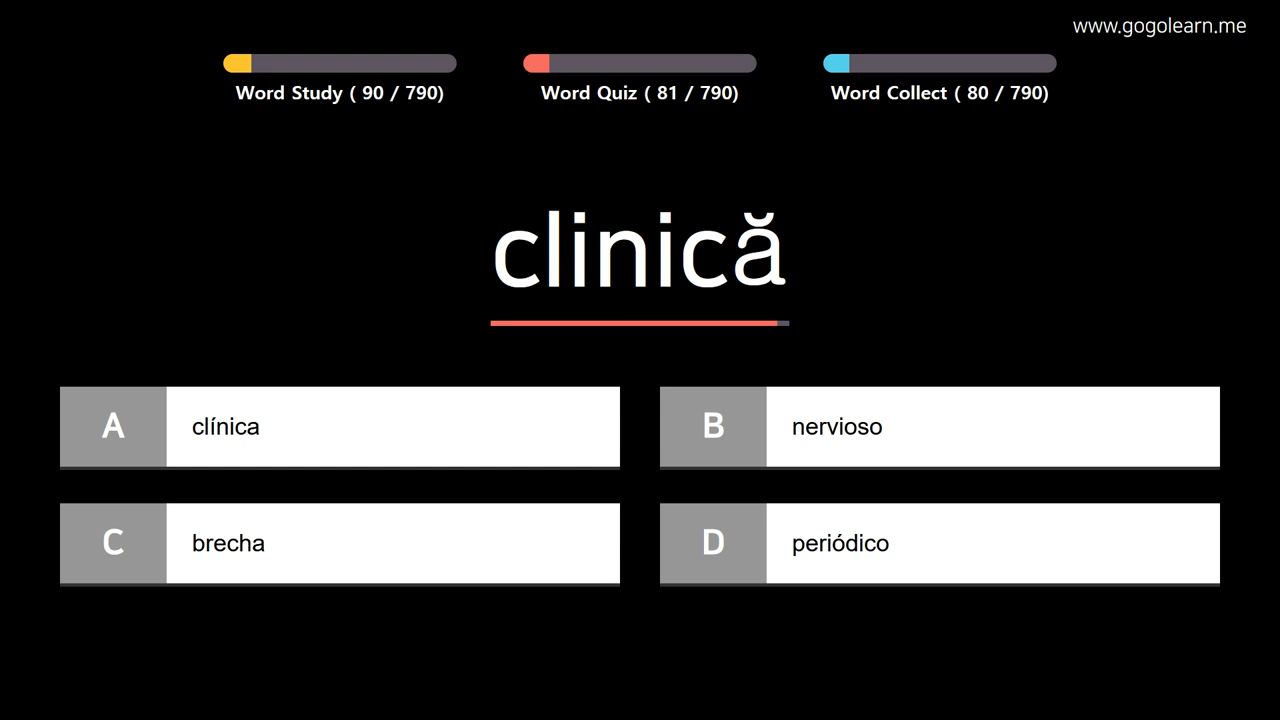 www.gogolearn.me
Word Study ( 90 / 790)
Word Quiz ( 81 / 790)
Word Collect ( 80 / 790)
clinică
A clínica
B nervioso
C brecha
D periódico